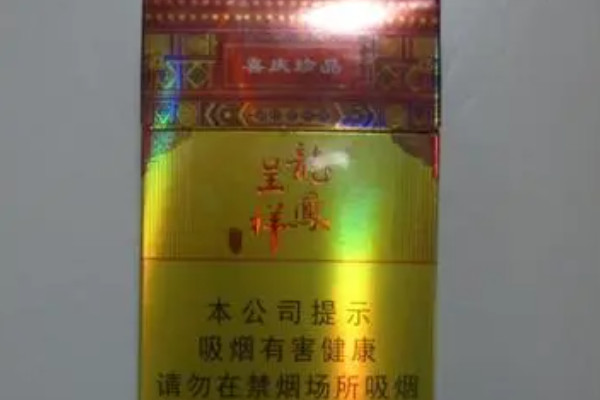 喜庆珍品
龍鳳
呈祥
本公司提示
吸烟有害健康
请勿在禁烟场所吸烟